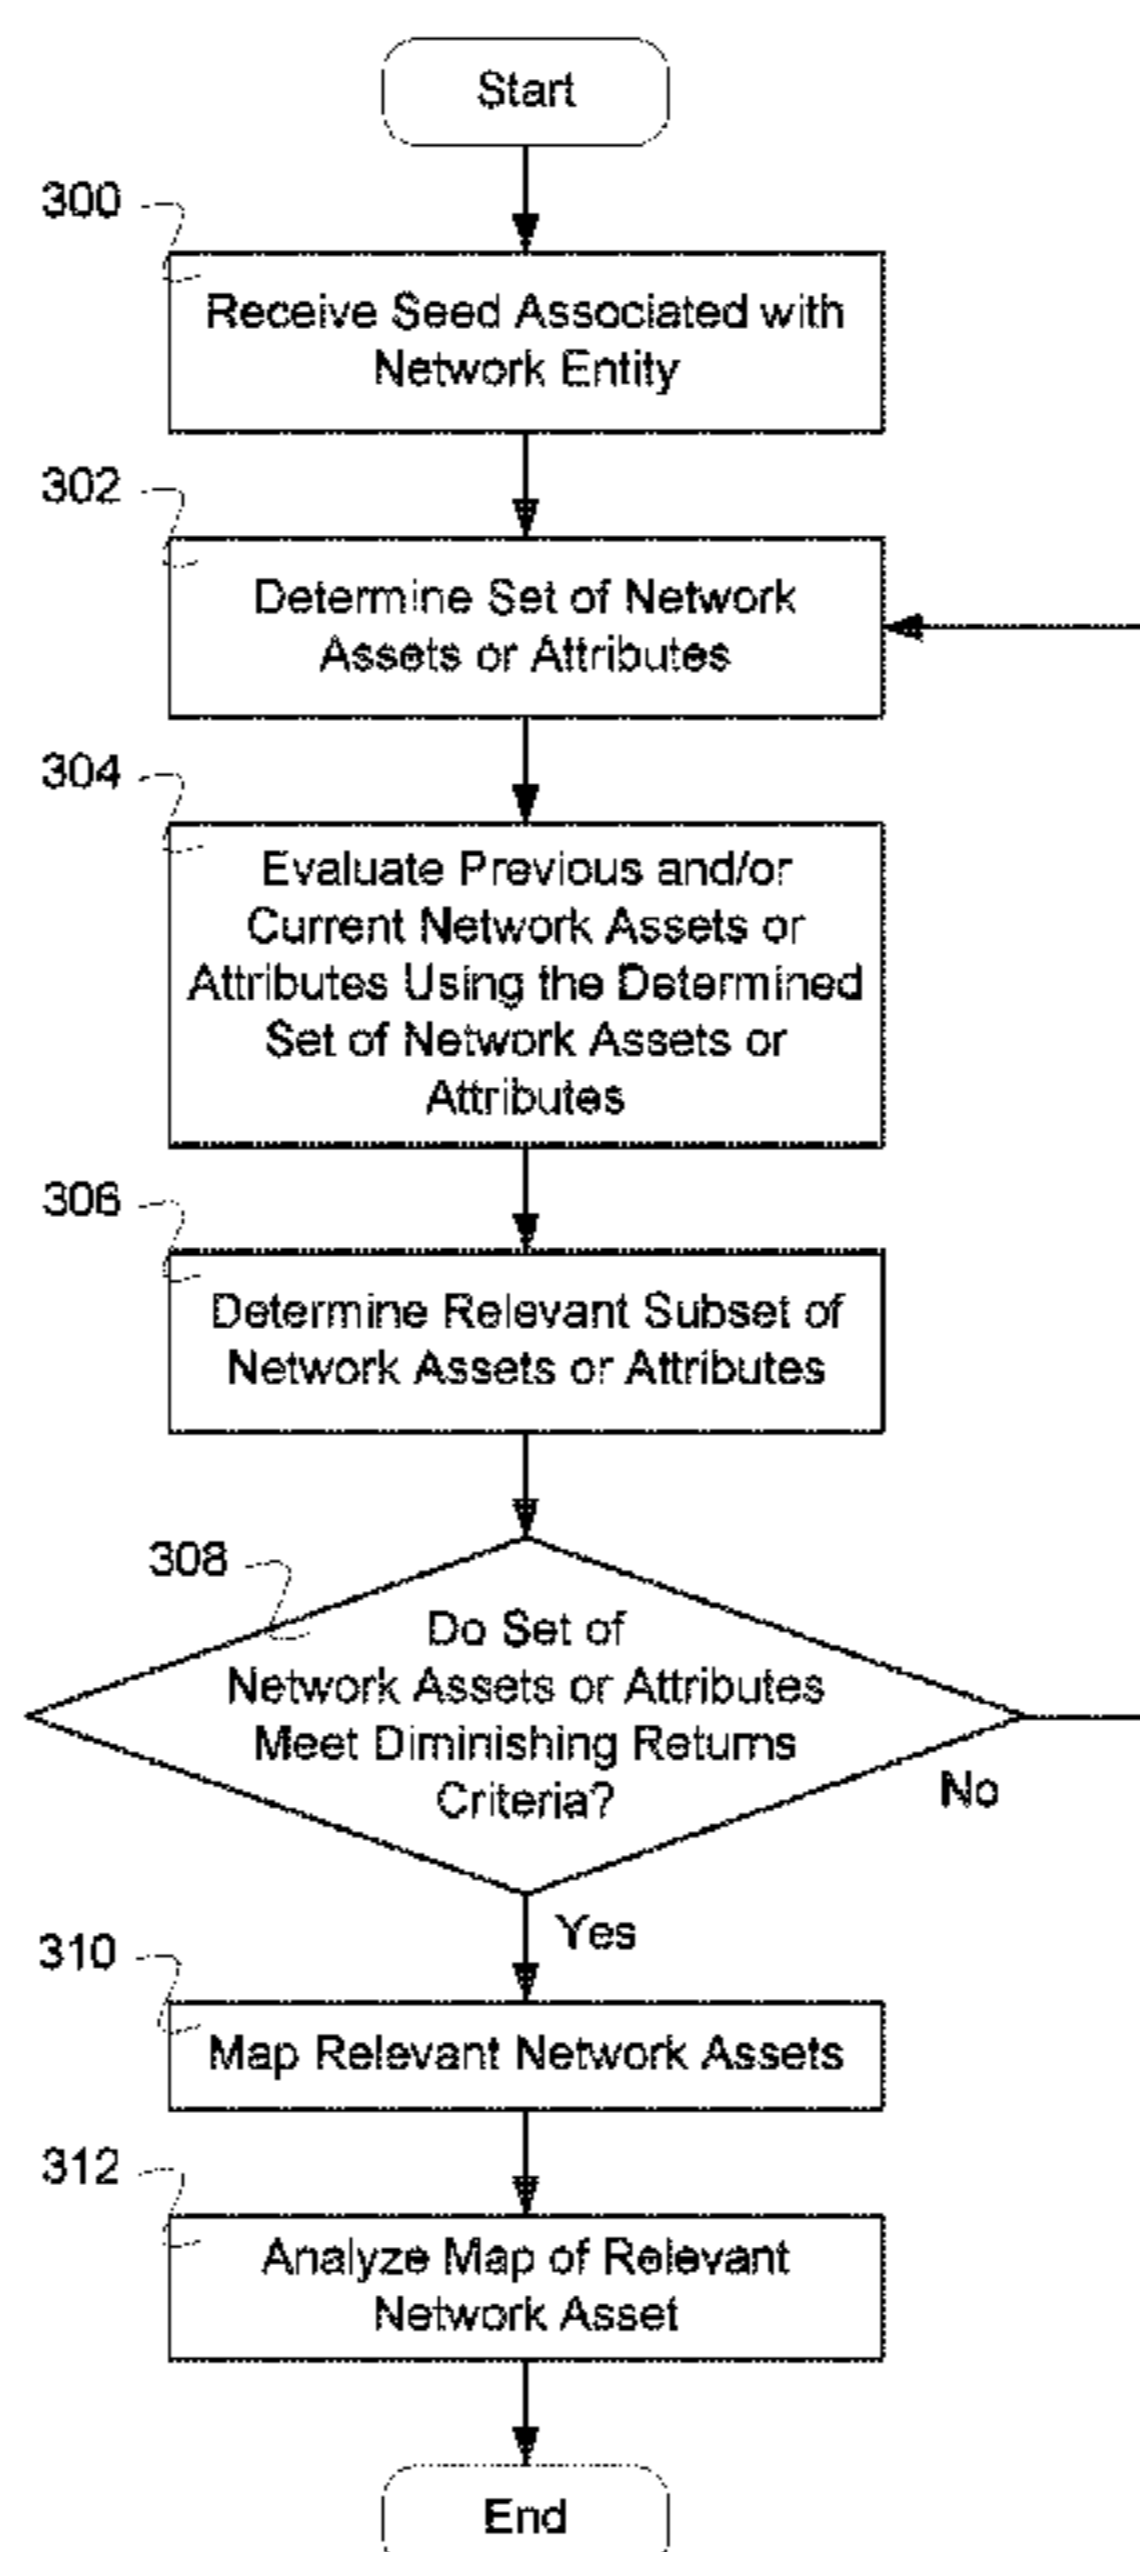 Start
300
Receive Seed Associated with
Network Entity
302
Determine Set of Network
Assets or Attributes
304
Evaluate Previous and/or
Current Network Assets or
Attributes Using the Determined
Set of Network Assets or
Attributes
306
Determine Relevant Subset of
Network Assets or Attributes
308
Do Set of
Network Assets or Attributes
Meet Diminishing Returns
Criteria?
No
Yes
310
Map Relevant Network Assets
312
Analyze Map of Relevant
Network Asset
End